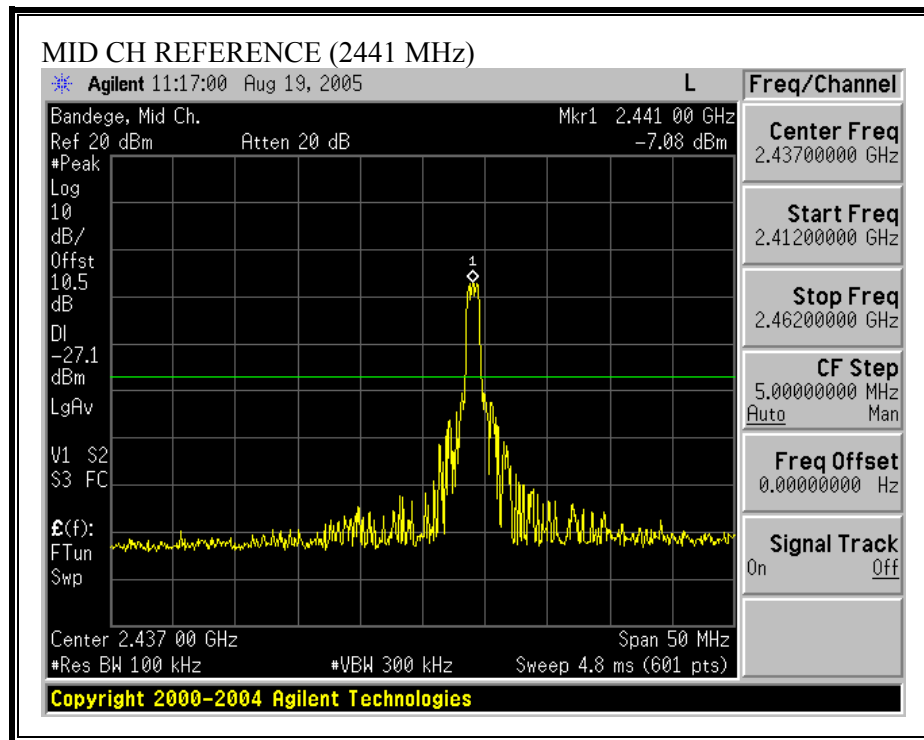 MID CH REFERENCE (2441 MHz)
Agilent 11:17:00 Aug 19, 2005 L
Bandege, Mid Ch. Mkr1 2.441 00 GHz
Ref 20 dBm Atten 20 dB -7.08 dBm
#Peak
Log
10
dB/
Offst
10.5
dB
DI
-27.1
dBm
LgAv
V1 S2
S3 FC
£(f):
FTun
Swp
1
Center 2.437 00 GHz Span 50 MHz
#Res BW 100 kHz #VBW 300 kHz Sweep 4.8 ms (601 pts)
Copyright 2000-2004 Agilent Technologies
Freq/Channel
Center Freq
2.43700000 GHz
Start Freq
2.41200000 GHz
Stop Freq
2.46200000 GHz
CF Step
5.00000000 MHz
Auto Man
Freq Offset
0.00000000 Hz
Signal Track
On Off